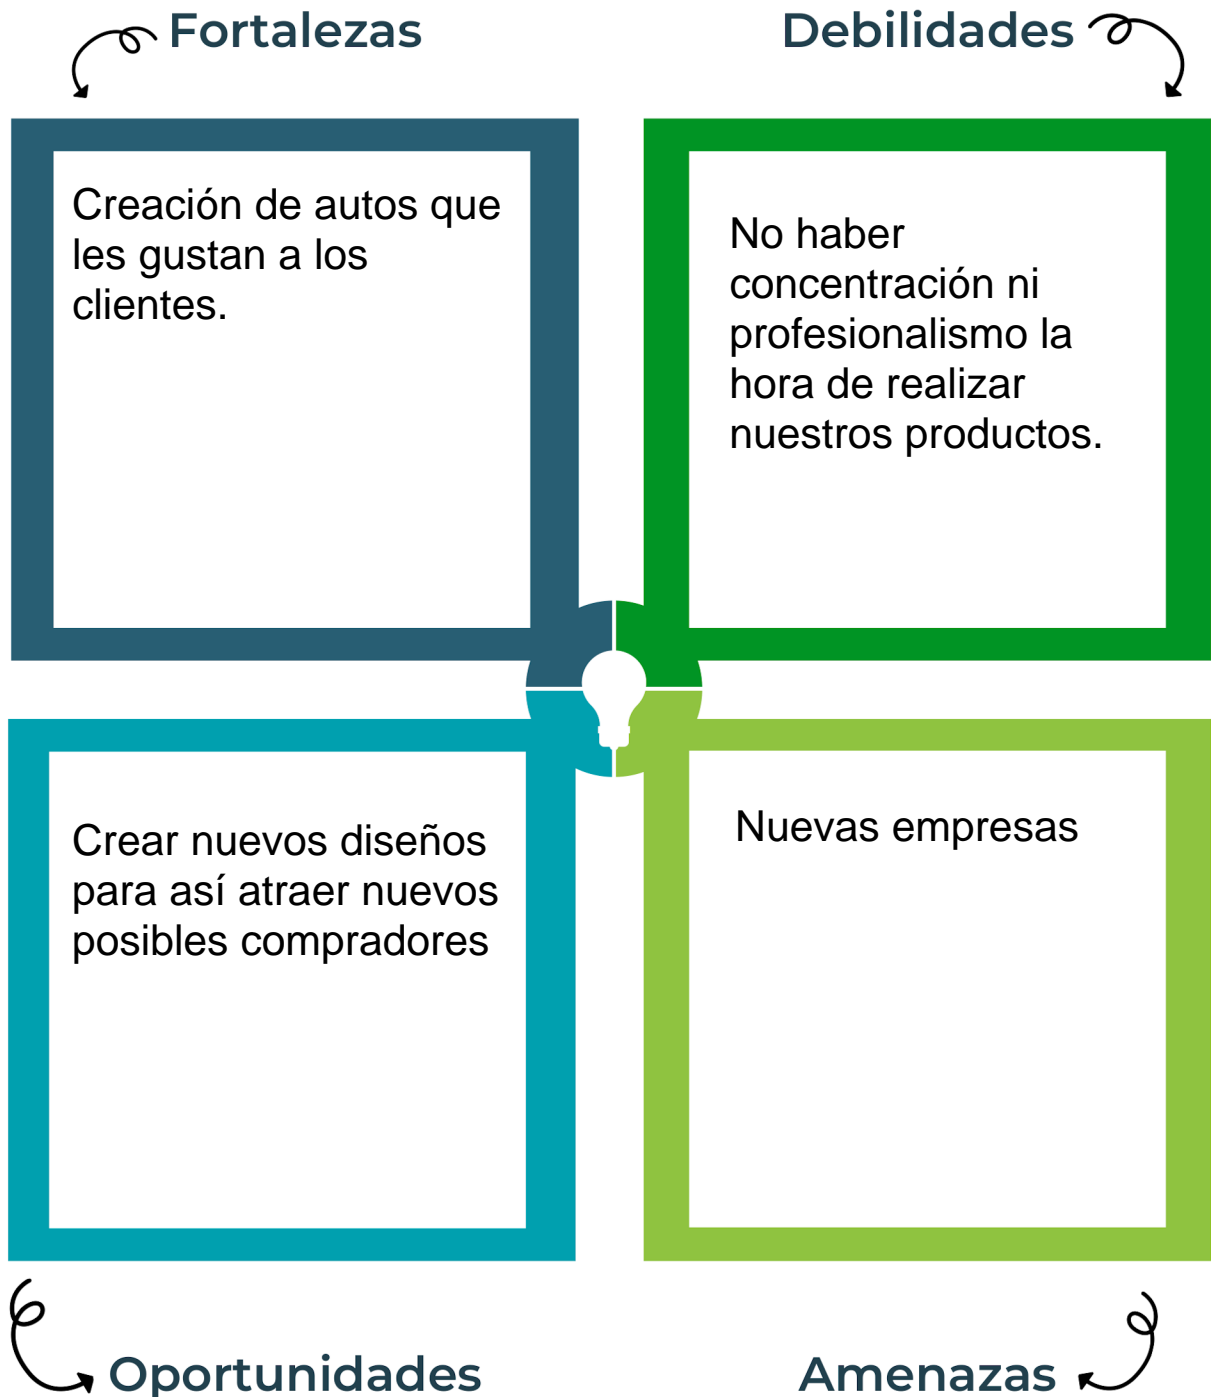 Fortalezas
Debilidades
Creación de autos que
les gustan a los
clientes.
No haber
concentración ni
profesionalismo la
hora de realizar
nuestros productos.
Crear nuevos diseños
para así atraer nuevos
posibles compradores
Nuevas empresas
Oportunidades
Amenazas